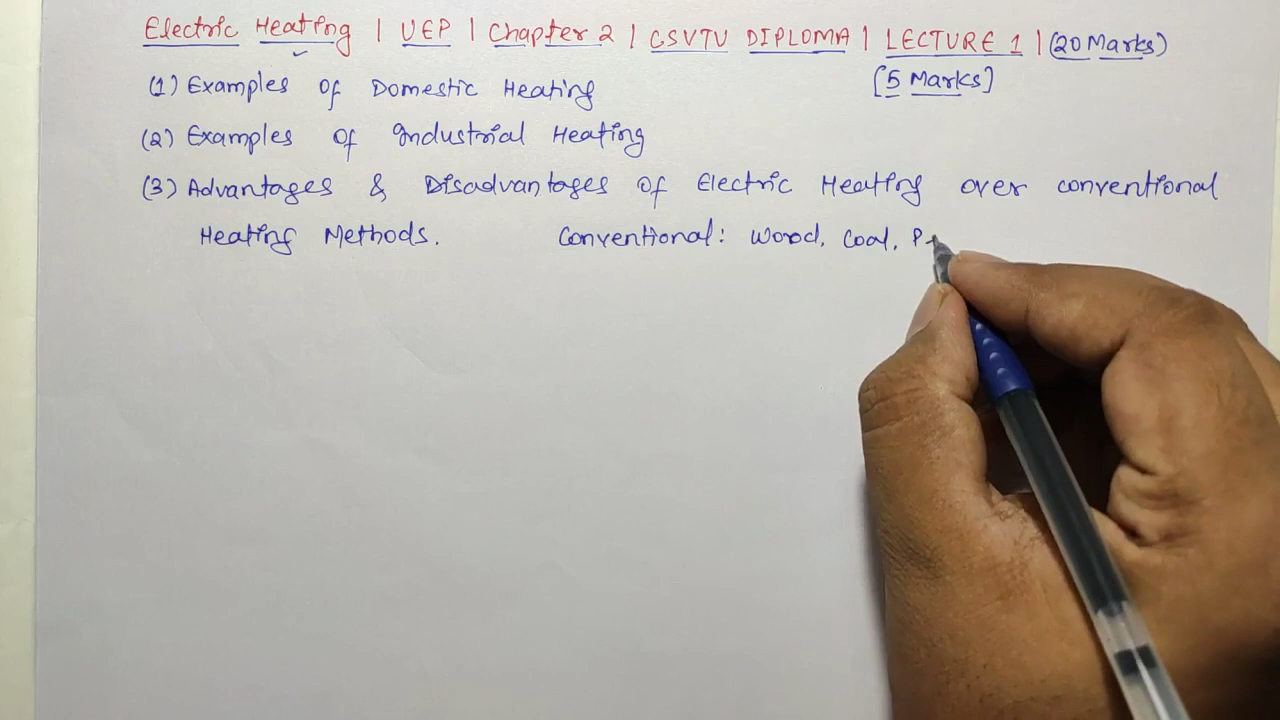 Electric Heating | UEP | Chapter 2 | CSVTU DIPLOMA | LECTURE 1 | (20 Marks)
(1) Examples of Domestic Heating [5 Marks]
(2) Examples of Industrial Heating
(3) Advantages & Disadvantages of Electric Heating over conventional
Heating Methods. Conventional: Wood, Coal,